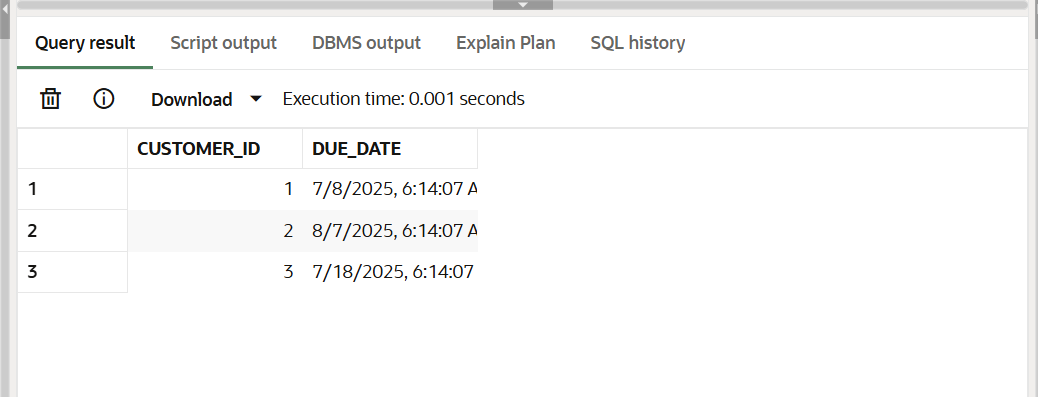 Query result Script output DBMS output Explain Plan SQL history
Download Execution time: 0.001 seconds
CUSTOMER_ID DUE_DATE
1 1 7/8/2025, 6:14:07 A
2 2 8/7/2025, 6:14:07 A
3 3 7/18/2025, 6:14:07